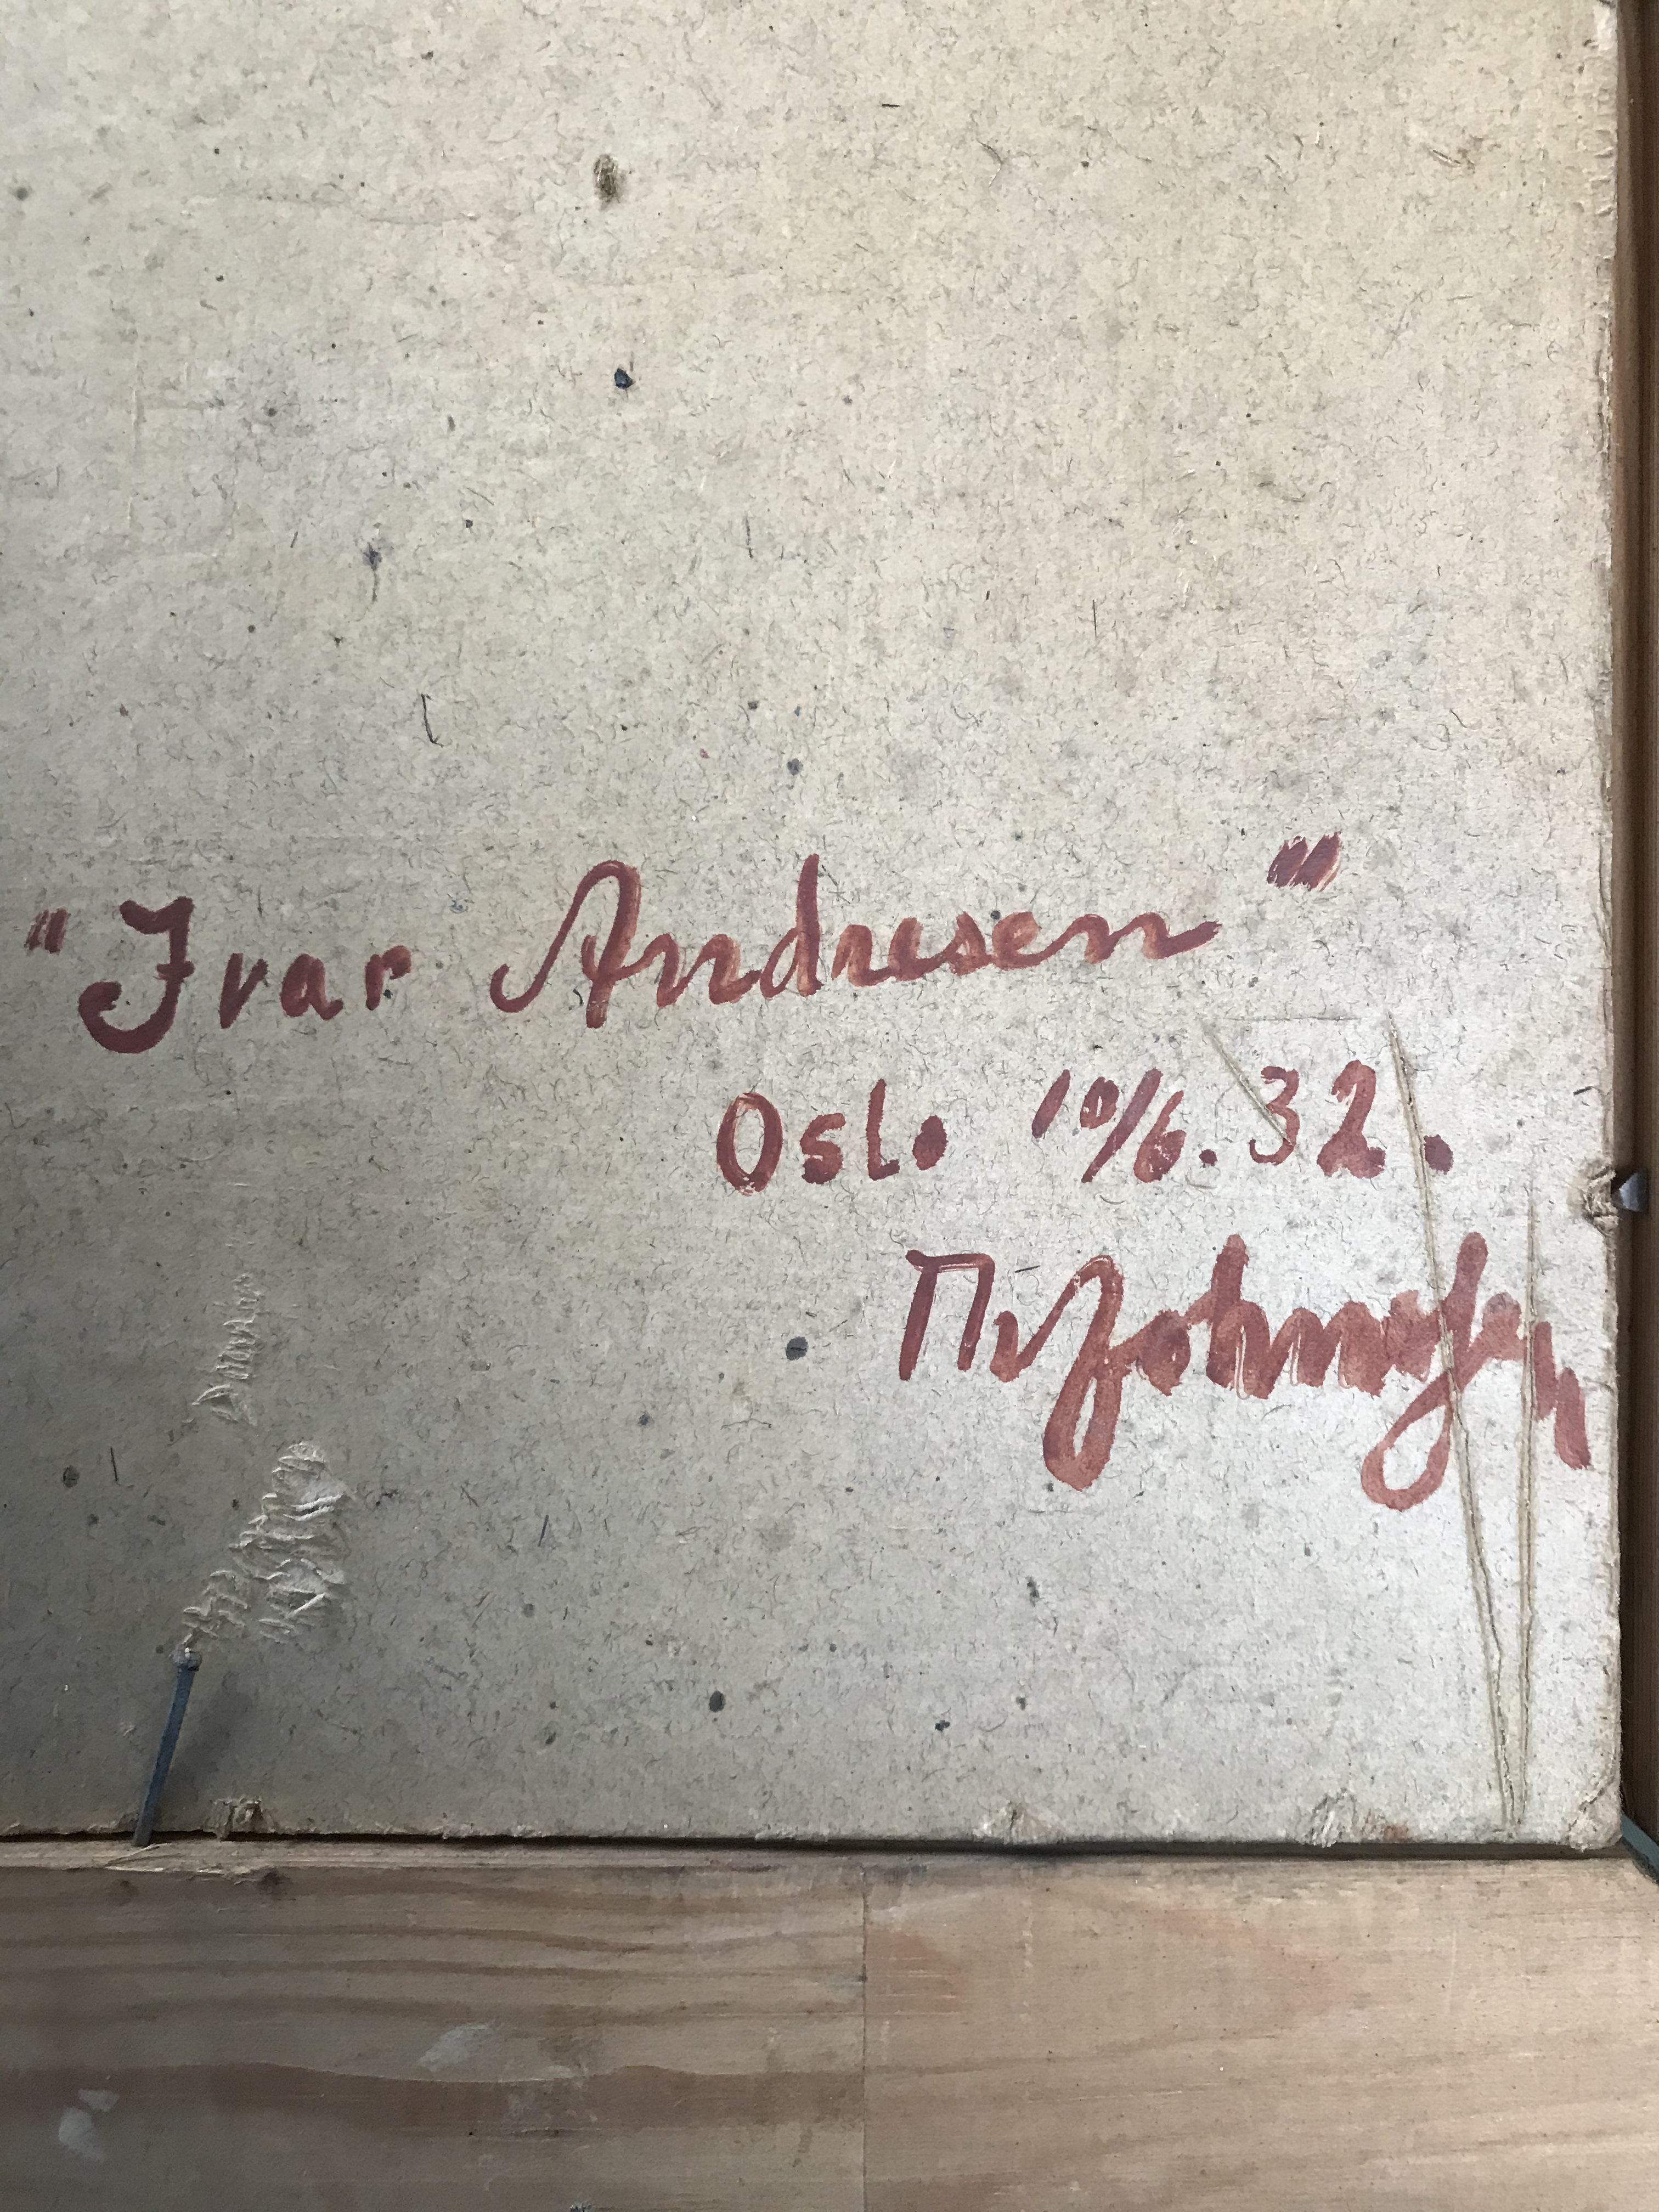 "Ivar Andresen"
Oslo 10/6.32.